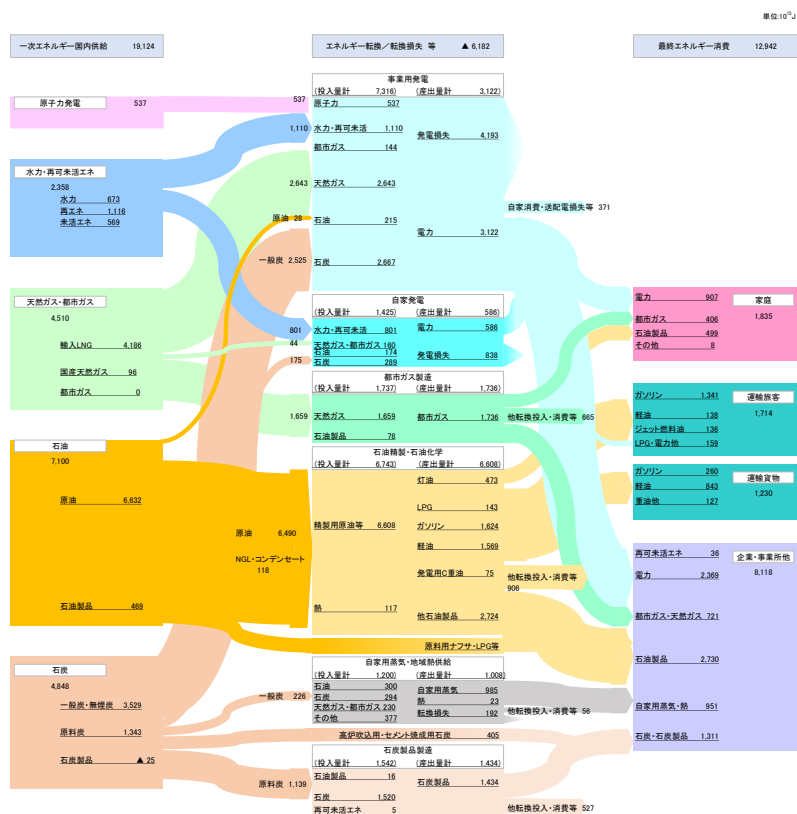 単位:10¹⁵J
一次エネルギー国内供給 19,124
エネルギー転換/転換損失 等 ▲ 6,182
最終エネルギー消費 12,942
原子力発電 537
水力・再可未活エネ
2,358
水力 673
再エネ 1,116
未活エネ 569
天然ガス・都市ガス
4,510
輸入LNG 4,186
国産天然ガス 96
都市ガス 0
石油
7,100
原油 6,632
石油製品 469
石炭
4,848
一般炭・無煙炭 3,529
原料炭 1,343
石炭製品 ▲ 25
537
1,110
2,643
原油 28
一般炭 2,525
801
44
175
1,659
原油 6,490
NGL・コンデンセート
118
一般炭 226
原料炭 1,139
事業用発電
(投入量計 7,316) (産出量計 3,122)
原子力 537
水力・再可未活 1,110
発電損失 4,193
都市ガス 144
天然ガス 2,643
石油 215
電力 3,122
石炭 2,667
自家消費・送配電損失等 371
自家発電
(投入量計 1,425) (産出量計 586)
水力・再可未活 801
電力 586
天然ガス・都市ガス 160
石油 174
発電損失 838
石炭 289
都市ガス製造
(投入量計 1,737) (産出量計 1,736)
天然ガス 1,659
都市ガス 1,736
他転換投入・消費等 665
石油製品 78
石油精製・石油化学
(投入量計 6,743) (産出量計 6,608)
灯油 473
LPG 143
精製用原油等 6,608
ガソリン 1,624
軽油 1,569
発電用C重油 75
他転換投入・消費等
906
熱 117
他石油製品 2,724
原料用ナフサ・LPG等
自家用蒸気・地域熱供給
(投入量計 1,200) (産出量計 1,008)
石油 300
自家用蒸気 985
石炭 294
熱 23
天然ガス・都市ガス 230
転換損失 192
その他 377
他転換投入・消費等 56
高炉吹込用・セメント焼成用石炭 405
石炭製品製造
(投入量計 1,542) (産出量計 1,434)
石油製品 16
石炭製品 1,434
石炭 1,520
再可未活エネ 5
他転換投入・消費等 527
電力 907
家庭
都市ガス 406
1,835
石油製品 499
その他 8
ガソリン 1,341
運輸旅客
軽油 138
1,714
ジェット燃料油 136
LPG・電力他 159
ガソリン 260
運輸貨物
軽油 843
1,230
重油他 127
再可未活エネ 36
企業・事業所他
電力 2,369
8,118
都市ガス・天然ガス 721
石油製品 2,730
自家用蒸気・熱 951
石炭・石炭製品 1,311